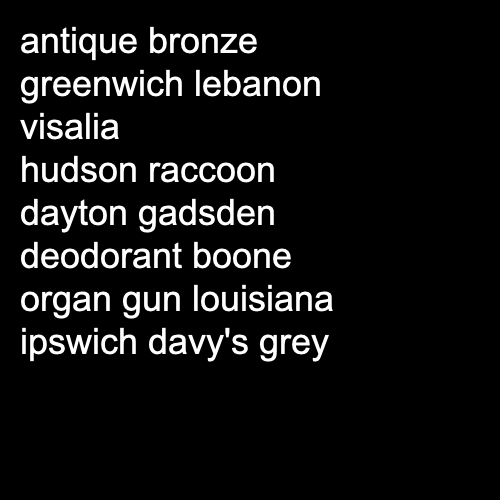 antique bronze
greenwich lebanon
visalia
hudson raccoon
dayton gadsden
deodorant boone
organ gun louisiana
ipswich davy's grey